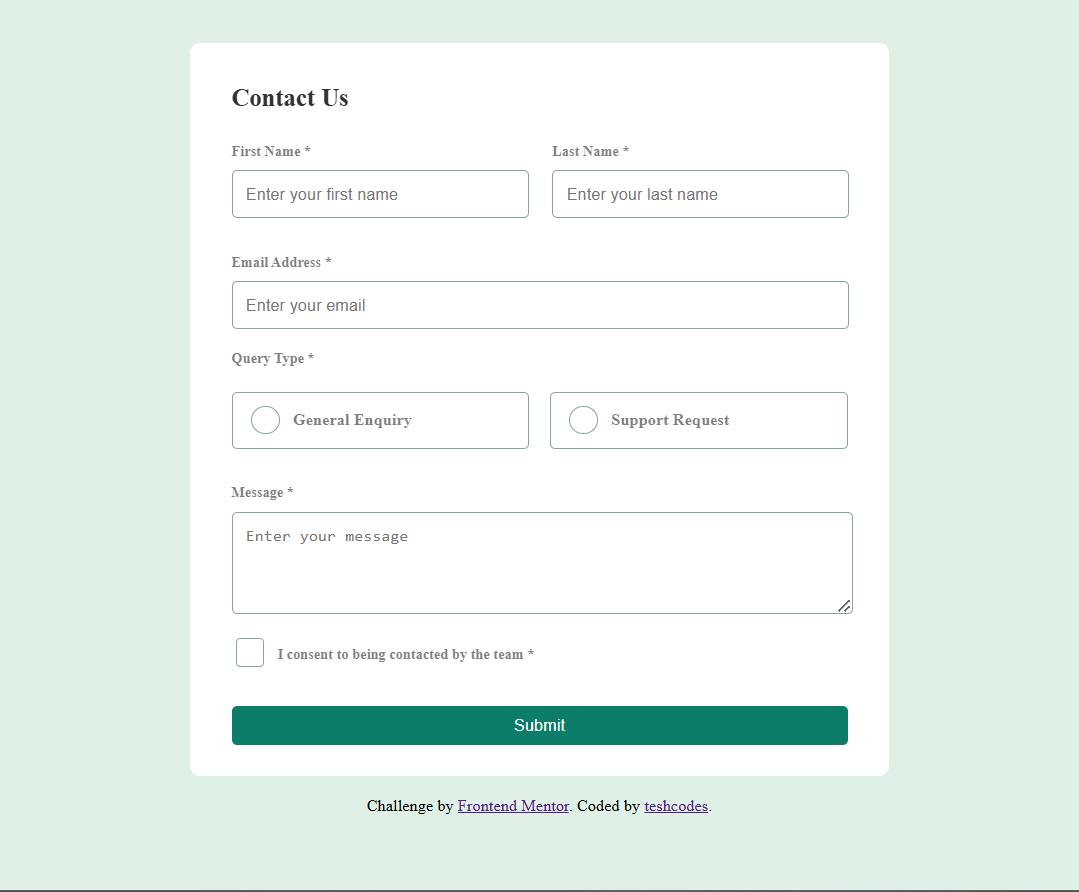 Contact Us
First Name * Last Name *
Enter your first name Enter your last name
Email Address *
Enter your email
Query Type *
General Enquiry Support Request
Message *
Enter your message
I consent to being contacted by the team *
Submit
Challenge by Frontend Mentor. Coded by teshcodes.